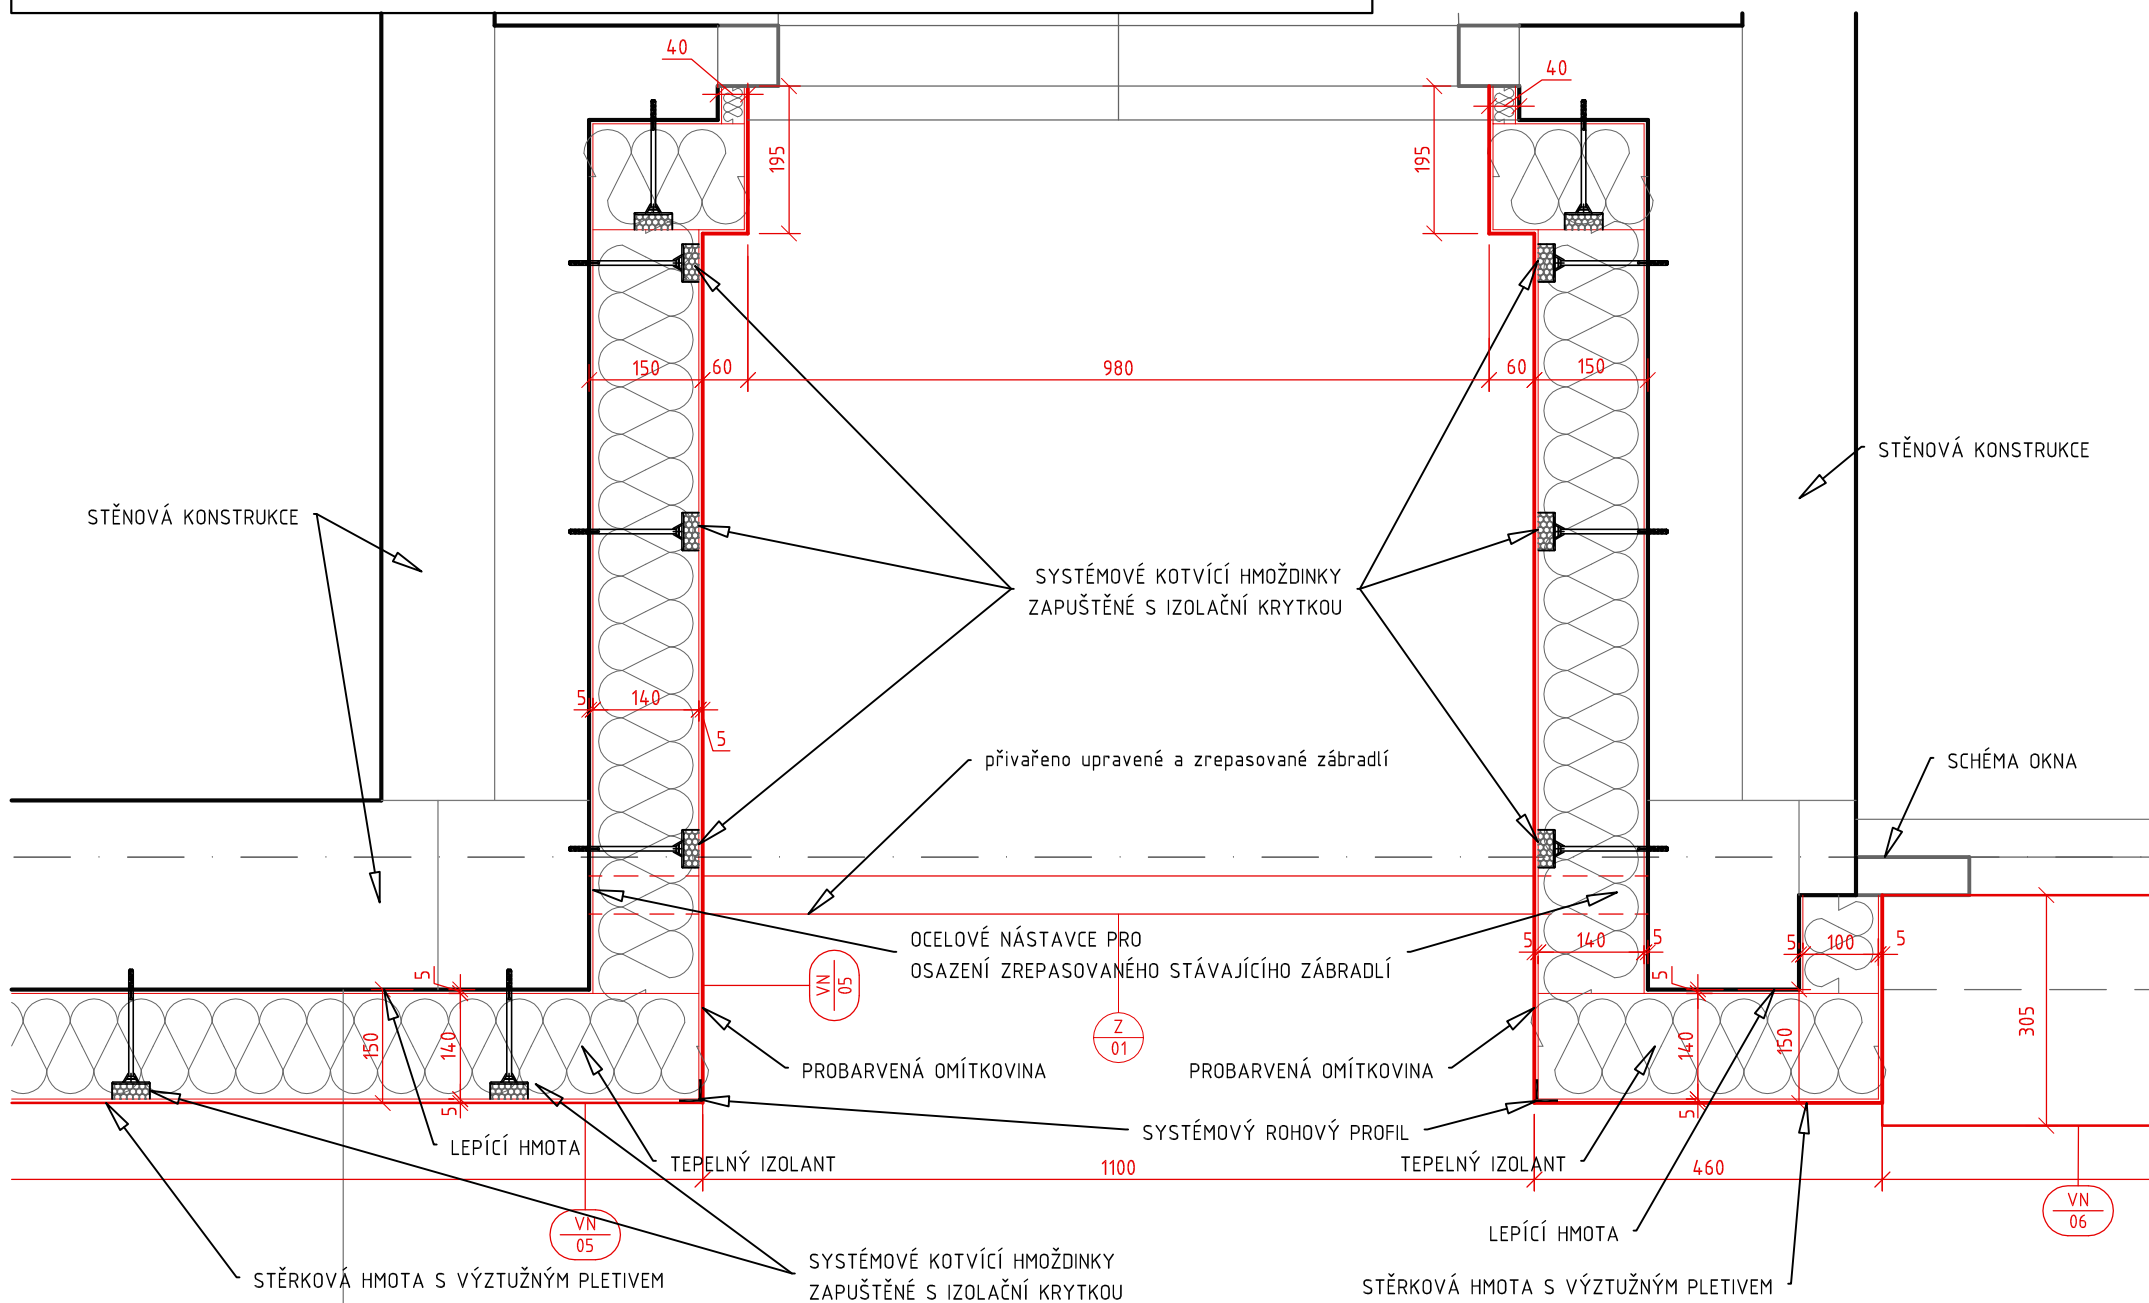 40
40
195
195
150
60
980
60
150
STĚNOVÁ KONSTRUKCE
STĚNOVÁ KONSTRUKCE
SYSTÉMOVÉ KOTVÍCÍ HMOŽDINKY
ZAPUŠTĚNÉ S IZOLAČNÍ KRYTKOU
5
140
5
přivařeno upravené a zrepasované zábradlí
SCHÉMA OKNA
OCELOVÉ NÁSTAVCE PRO
OSAZENÍ ZREPASOVANÉHO STÁVAJÍCÍHO ZÁBRADLÍ
5
140
5
5
100
5
5
5
VN
05
150
140
5
Z
01
140
150
5
305
PROBARVENÁ OMÍTKOVINA
PROBARVENÁ OMÍTKOVINA
LEPÍCÍ HMOTA
SYSTÉMOVÝ ROHOVÝ PROFIL
TEPELNÝ IZOLANT
TEPELNÝ IZOLANT
1100
460
VN
05
VN
06
LEPÍCÍ HMOTA
STĚRKOVÁ HMOTA S VÝZTUŽNÝM PLETIVEM
SYSTÉMOVÉ KOTVÍCÍ HMOŽDINKY
ZAPUŠTĚNÉ S IZOLAČNÍ KRYTKOU
STĚRKOVÁ HMOTA S VÝZTUŽNÝM PLETIVEM